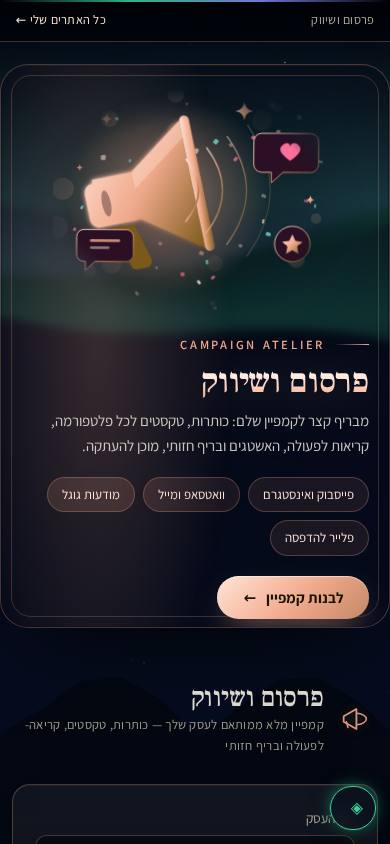 פרסום ושיווק
כל האתרים שלי ←
CAMPAIGN ATELIER
פרסום ושיווק
מבריף קצר לקמפיין שלם: כותרות, טקסטים לכל פלטפורמה,
קריאות לפעולה, האשטגים ובריף חזותי, מוכן להעתקה.
פייסבוק ואינסטגרם
וואטסאפ ומייל
מודעות גוגל
פלייר להדפסה
לבנות קמפיין ←
פרסום ושיווק
קמפיין מלא ממותאם לעסק שלך — כותרות, טקסטים, קריאה-
לפעולה ובריף חזותי
העסק